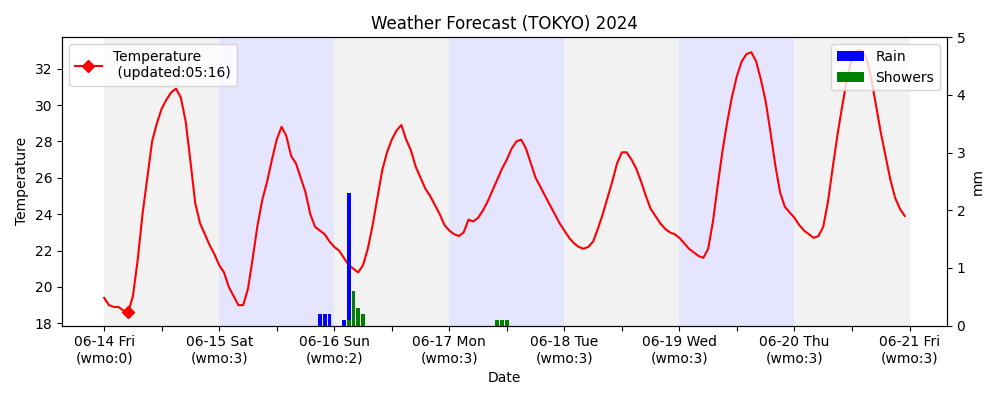 Weather Forecast (TOKYO) 2024
Temperature
(updated:05:16)
Rain
Showers
Temperature
32
30
28
26
24
22
20
18
5
4
3
2
1
0
mm
06-14 Fri
(wmo:0)
06-15 Sat
(wmo:3)
06-16 Sun
(wmo:2)
06-17 Mon
(wmo:3)
06-18 Tue
(wmo:3)
06-19 Wed
(wmo:3)
06-20 Thu
(wmo:3)
06-21 Fri
(wmo:3)
Date